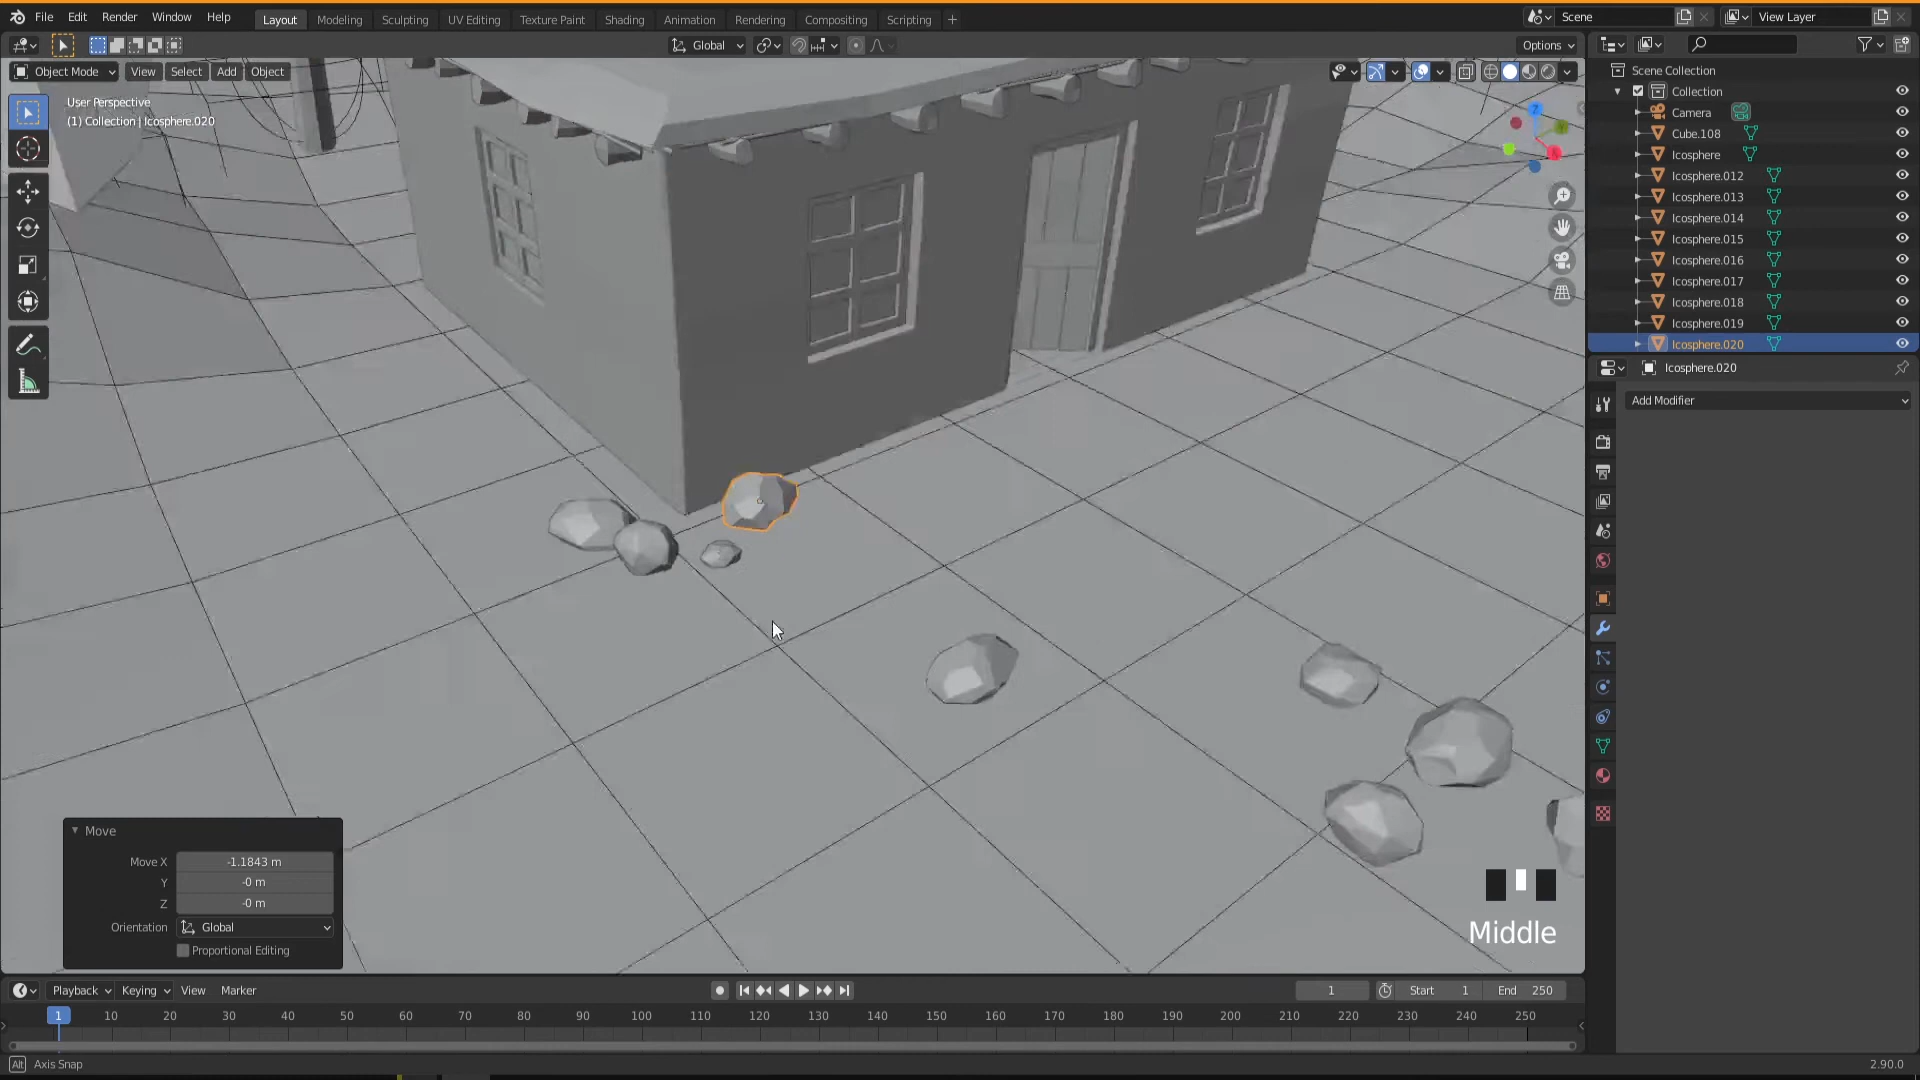 File Edit Render Window Help Layout Modeling Sculpting UV Editing Texture Paint Shading Animation Rendering Compositing Scripting + Scene View Layer
Global Options
Object Mode View Select Add Object
User Perspective
(1) Collection | Icosphere.020
Scene Collection
Collection
Camera
Cube.108
Icosphere
Icosphere.012
Icosphere.013
Icosphere.014
Icosphere.015
Icosphere.016
Icosphere.017
Icosphere.018
Icosphere.019
Icosphere.020
Icosphere.020
Add Modifier
Z
Move
Move X -1.1843 m
Y -0 m
Z -0 m
Orientation Global
Proportional Editing
Middle
Playback Keying View Marker 1 Start 1 End 250
1 10 20 30 40 50 60 70 80 90 100 110 120 130 140 150 160 170 180 190 200 210 220 230 240 250
Alt Axis Snap 2.90.0